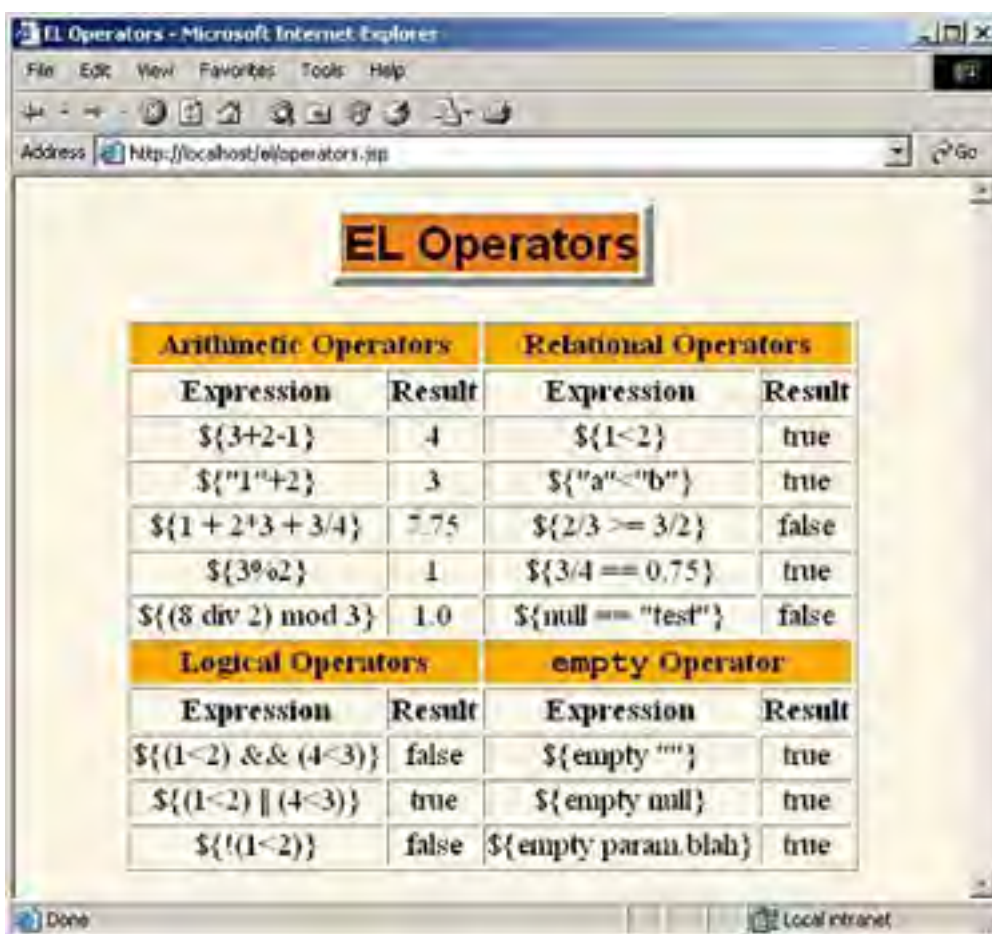 EL Operators - Microsoft Internet Explorer
File Edit View Favorites Tools Help
Address http://localhost/el/operators.jsp Go
EL Operators
Arithmetic Operators Relational Operators
Expression Result Expression Result
${3+2-1} 4 ${1<2} true
${"1"+2} 3 ${"a"<"b"} true
${1 + 2*3 + 3/4} 7.75 ${2/3 >= 3/2} false
${3%2} 1 ${3/4 == 0.75} true
${(8 div 2) mod 3} 1.0 ${null == "test"} false
Logical Operators empty Operator
Expression Result Expression Result
${(1<2) && (4<3)} false ${empty ""} true
${(1<2) || (4<3)} true ${empty null} true
${!(1<2)} false ${empty param.blah} true
Done Local intranet